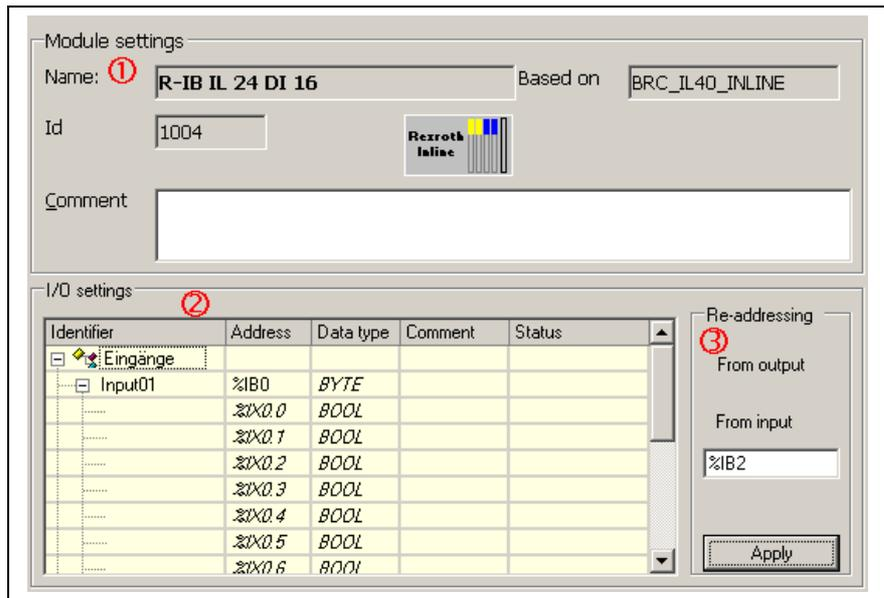 Module settings
Name: ① R-IB IL 24 DI 16 Based on BRC_IL40_INLINE
Id 1004
Rexroth
Inline
Comment
I/O settings
②
Identifier Address Data type Comment Status
Eingänge
Input01 %IB0 BYTE
%IX0.0 BOOL
%IX0.1 BOOL
%IX0.2 BOOL
%IX0.3 BOOL
%IX0.4 BOOL
%IX0.5 BOOL
%IX0.6 BOOL
Re-addressing
③
From output
From input
%IB2
Apply